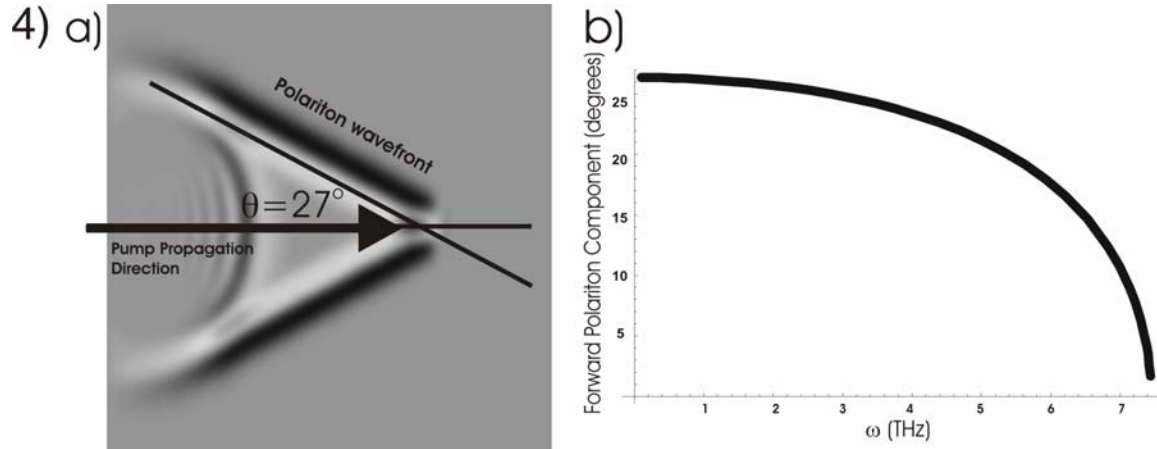 4) a)
Polariton wavefront
θ=27°
Pump Propagation
Direction
b)
Forward Polariton Component (degrees)
25
20
15
10
5
1 2 3 4 5 6 7
ω (THz)